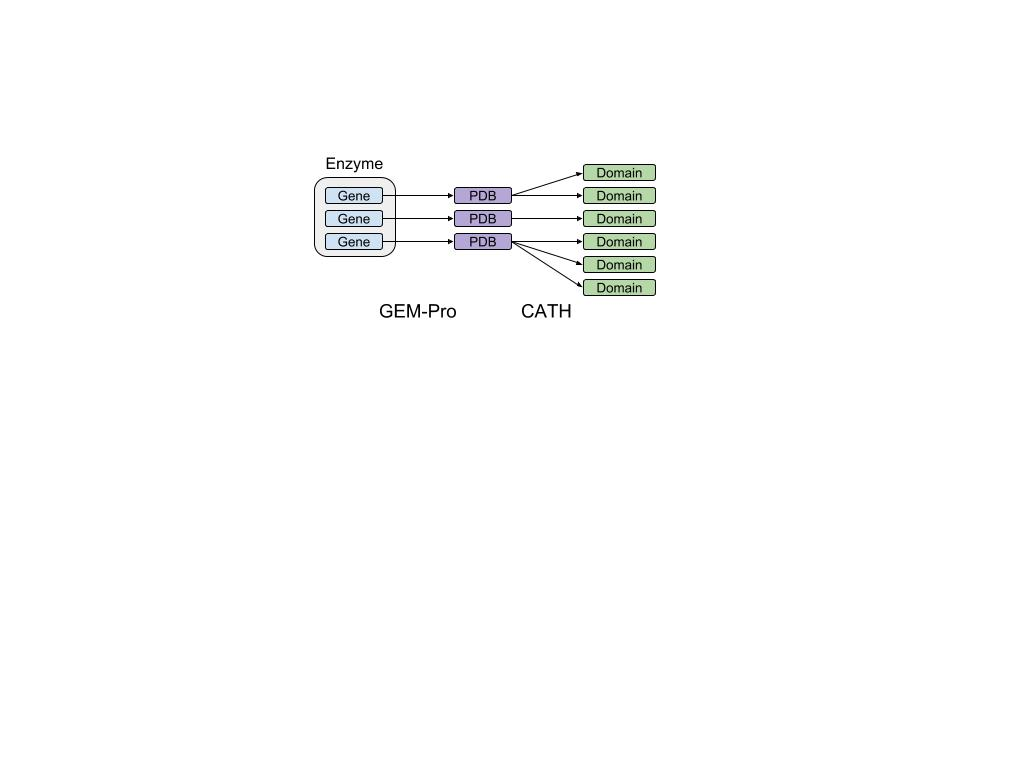 Enzyme
Domain
Gene PDB Domain
Gene PDB Domain
Gene PDB Domain
Domain
Domain
GEM-Pro CATH